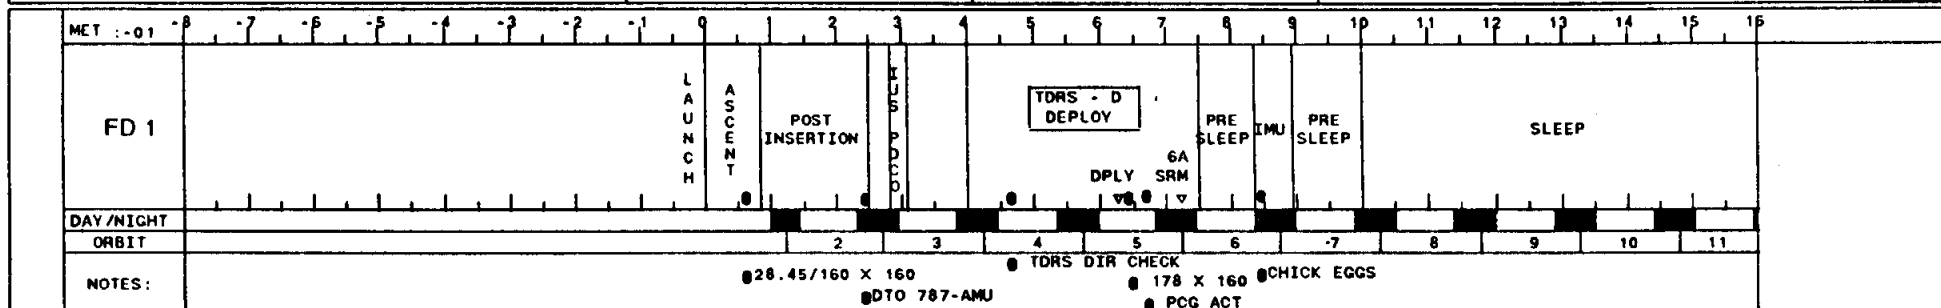 MET :-01
-8 -7 -6 -5 -4 -3 -2 -1 0 1 2 3 4 5 6 7 8 9 10 11 12 13 14 15 16
FD 1
LAUNCH
ASCENT
POST
INSERTION
IUS PDCO
TDRS - D
DEPLOY
DPLY
6A
SRM
PRE
SLEEP
IMU
PRE
SLEEP
SLEEP
DAY/NIGHT
ORBIT 2 3 4 5 6 -7 8 9 10 11
NOTES:
28.45/160 X 160
DTO 787-AMU
TDRS DIR CHECK
178 X 160
PCG ACT
CHICK EGGS